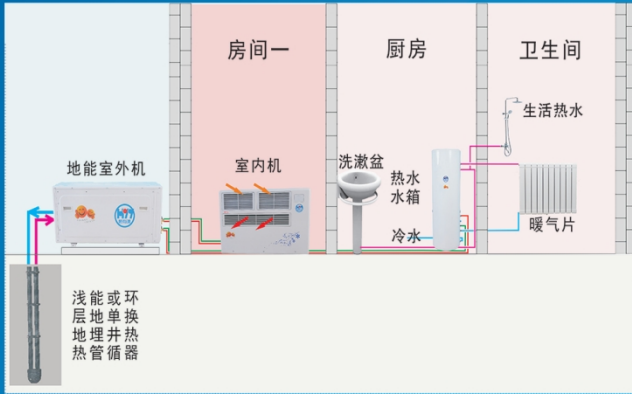 房间一
厨房
卫生间
地能室外机
室内机
洗漱盆
热水
水箱
冷水
生活热水
暖气片
浅层地热
能地埋管
或单井循
环换热器